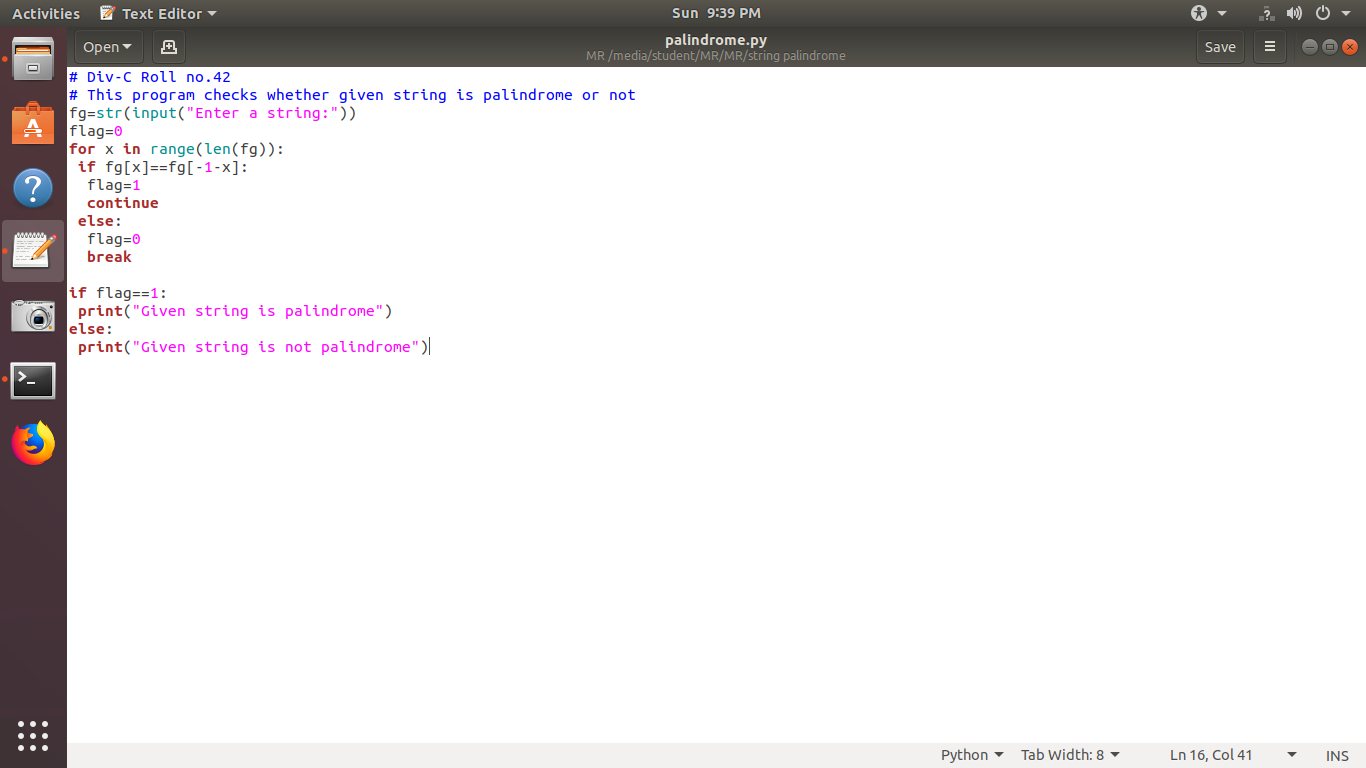 Activities Text Editor Sun 9:39 PM
Open palindrome.py Save
MR /media/student/MR/MR/string palindrome
# Div-C Roll no.42
# This program checks whether given string is palindrome or not
fg=str(input("Enter a string:"))
flag=0
for x in range(len(fg)):
 if fg[x]==fg[-1-x]:
  flag=1
  continue
 else:
  flag=0
  break

if flag==1:
 print("Given string is palindrome")
else:
 print("Given string is not palindrome")
Python Tab Width: 8 Ln 16, Col 41 INS